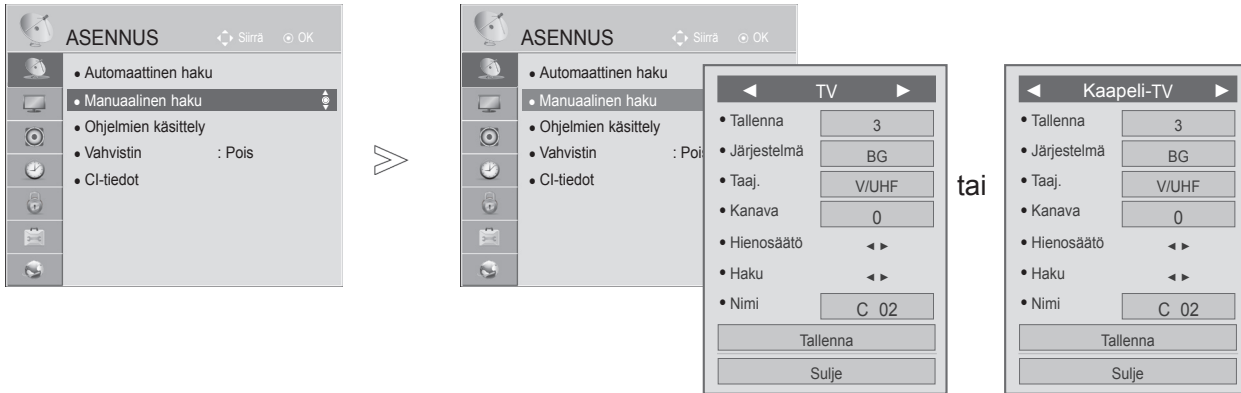 ASENNUS Siirrä OK
• Automaattinen haku
• Manuaalinen haku
• Ohjelmien käsittely
• Vahvistin : Pois
• CI-tiedot
ASENNUS Siirrä OK
• Automaattinen haku
• Manuaalinen haku
• Ohjelmien käsittely
• Vahvistin : Poi
• CI-tiedot
◄ TV ►
• Tallenna 3
• Järjestelmä BG
• Taaj. V/UHF
• Kanava 0
• Hienosäätö ◄ ►
• Haku ◄ ►
• Nimi C 02
Tallenna
Sulje
tai
◄ Kaapeli-TV ►
• Tallenna 3
• Järjestelmä BG
• Taaj. V/UHF
• Kanava 0
• Hienosäätö ◄ ►
• Haku ◄ ►
• Nimi C 02
Tallenna
Sulje